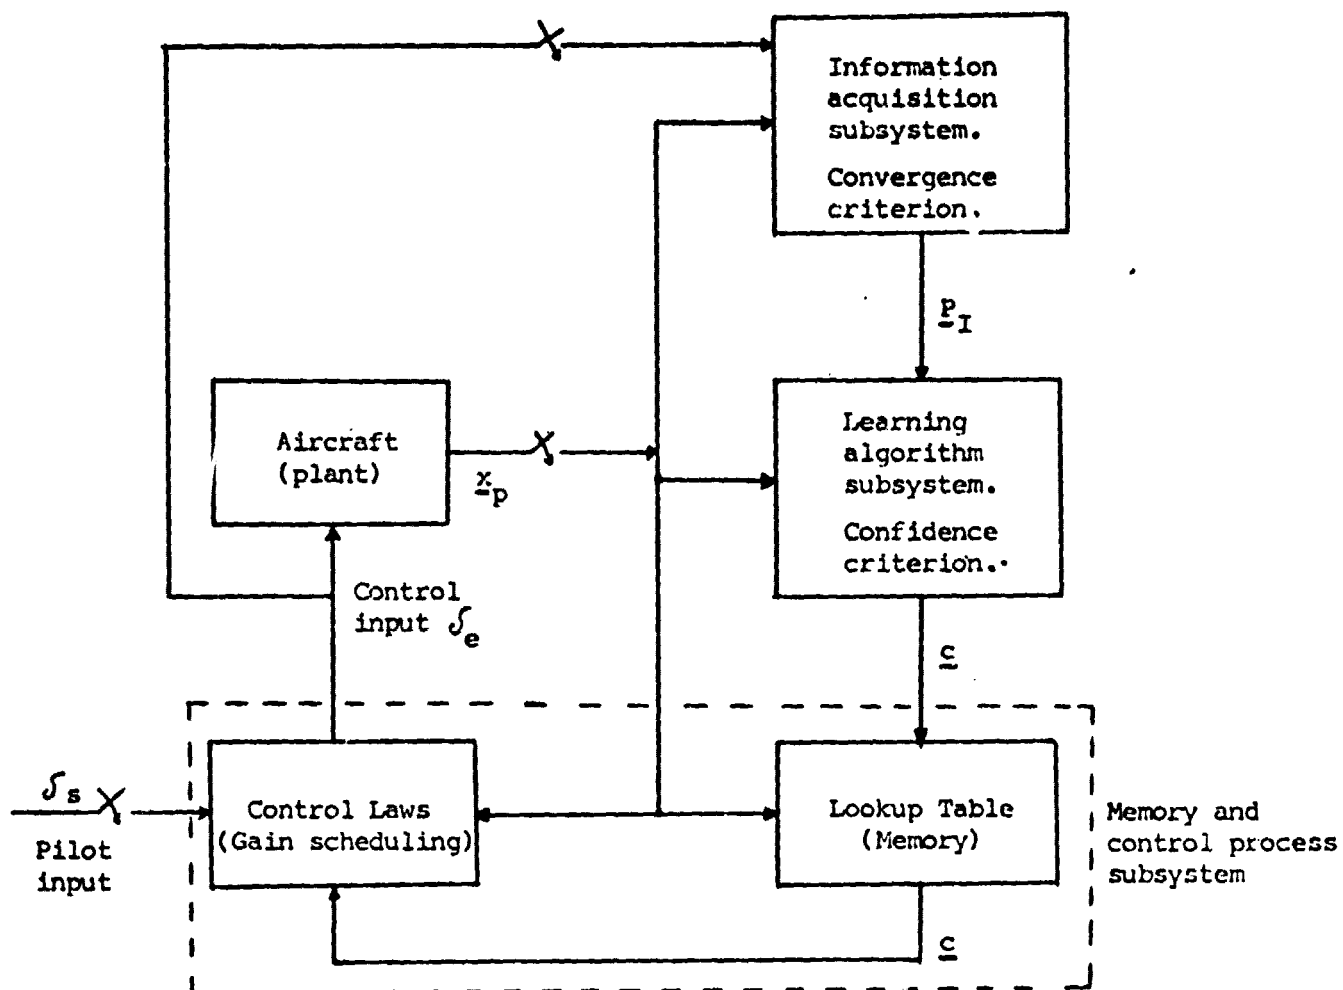 Information
acquisition
subsystem.
Convergence
criterion.
p_I
Aircraft
(plant)
x_p
Learning
algorithm
subsystem.
Confidence
criterion.
Control
input δ_e
c
δ_s
Pilot
input
Control Laws
(Gain scheduling)
Lookup Table
(Memory)
Memory and
control process
subsystem
c